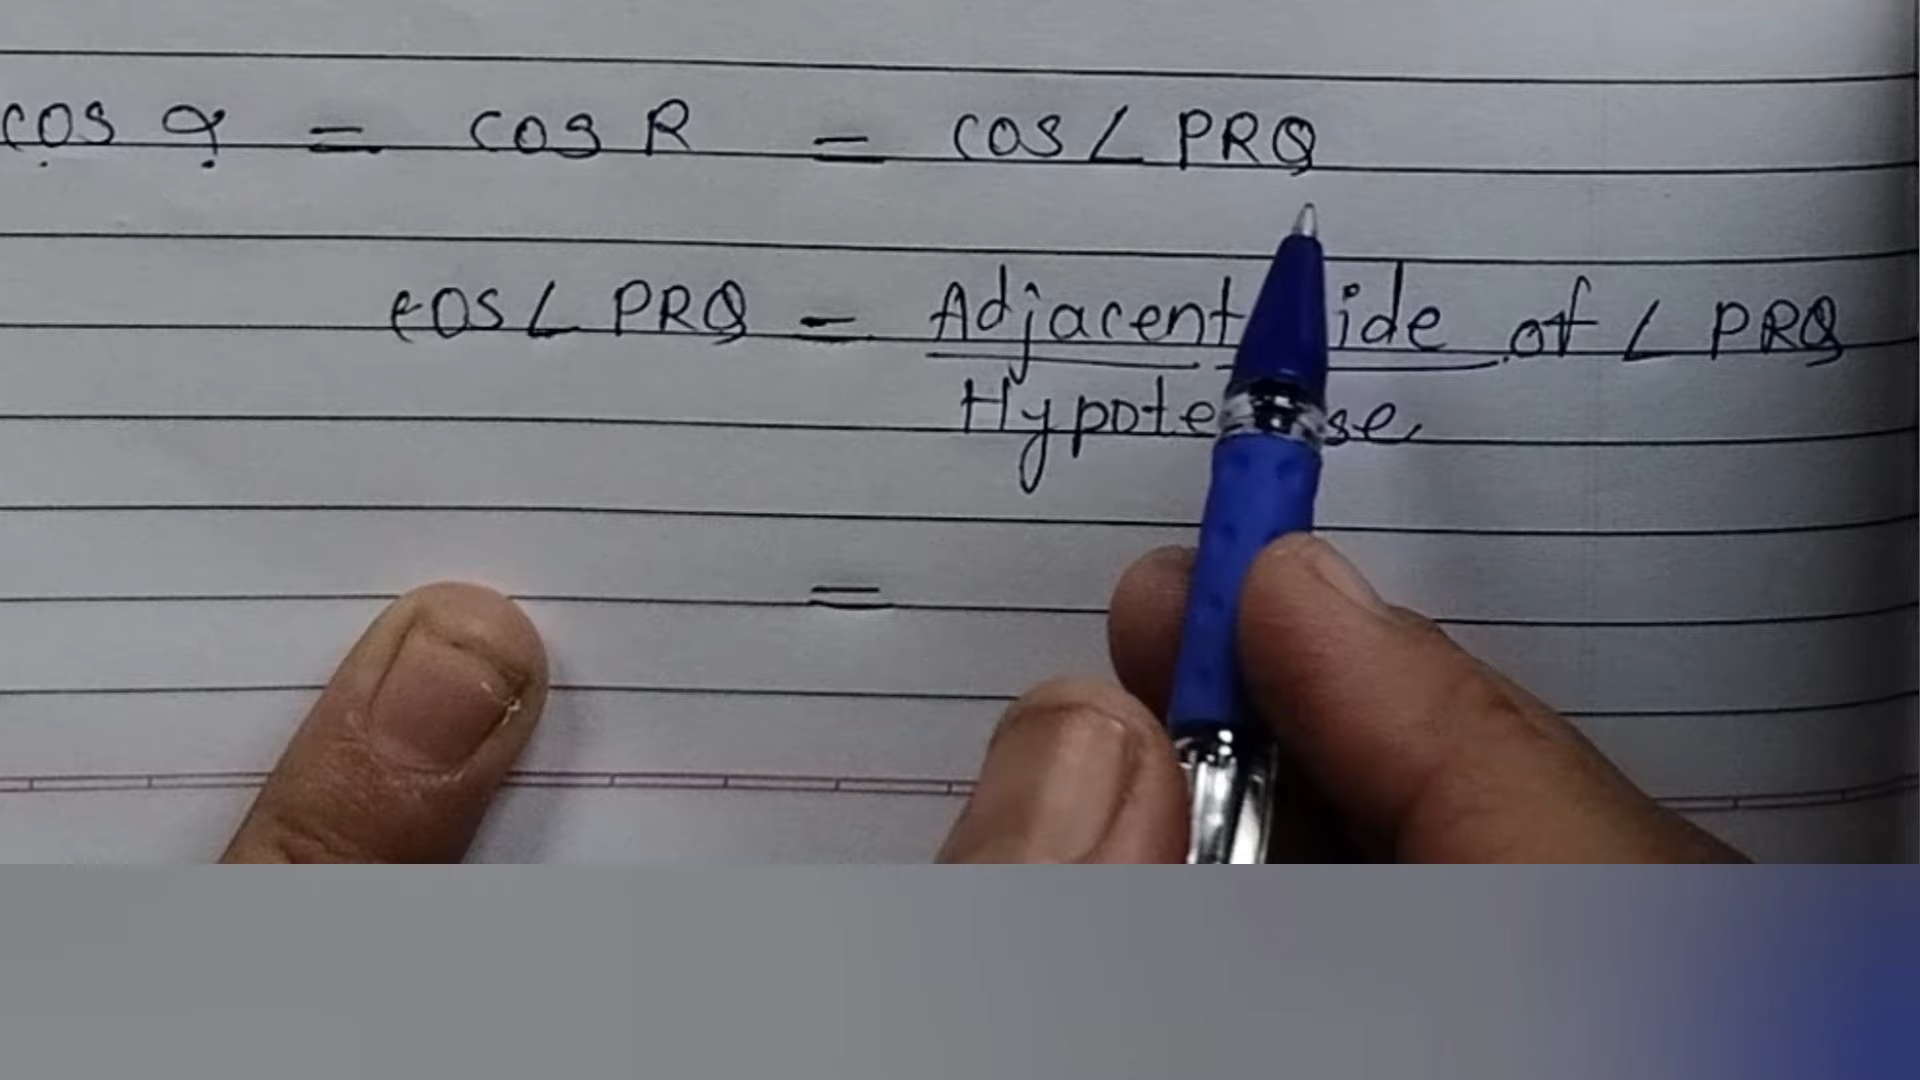 cos α = cos R = cos∠ PRQ
cos∠ PRQ = Adjacent ide of ∠ PRQ
Hypote se
=